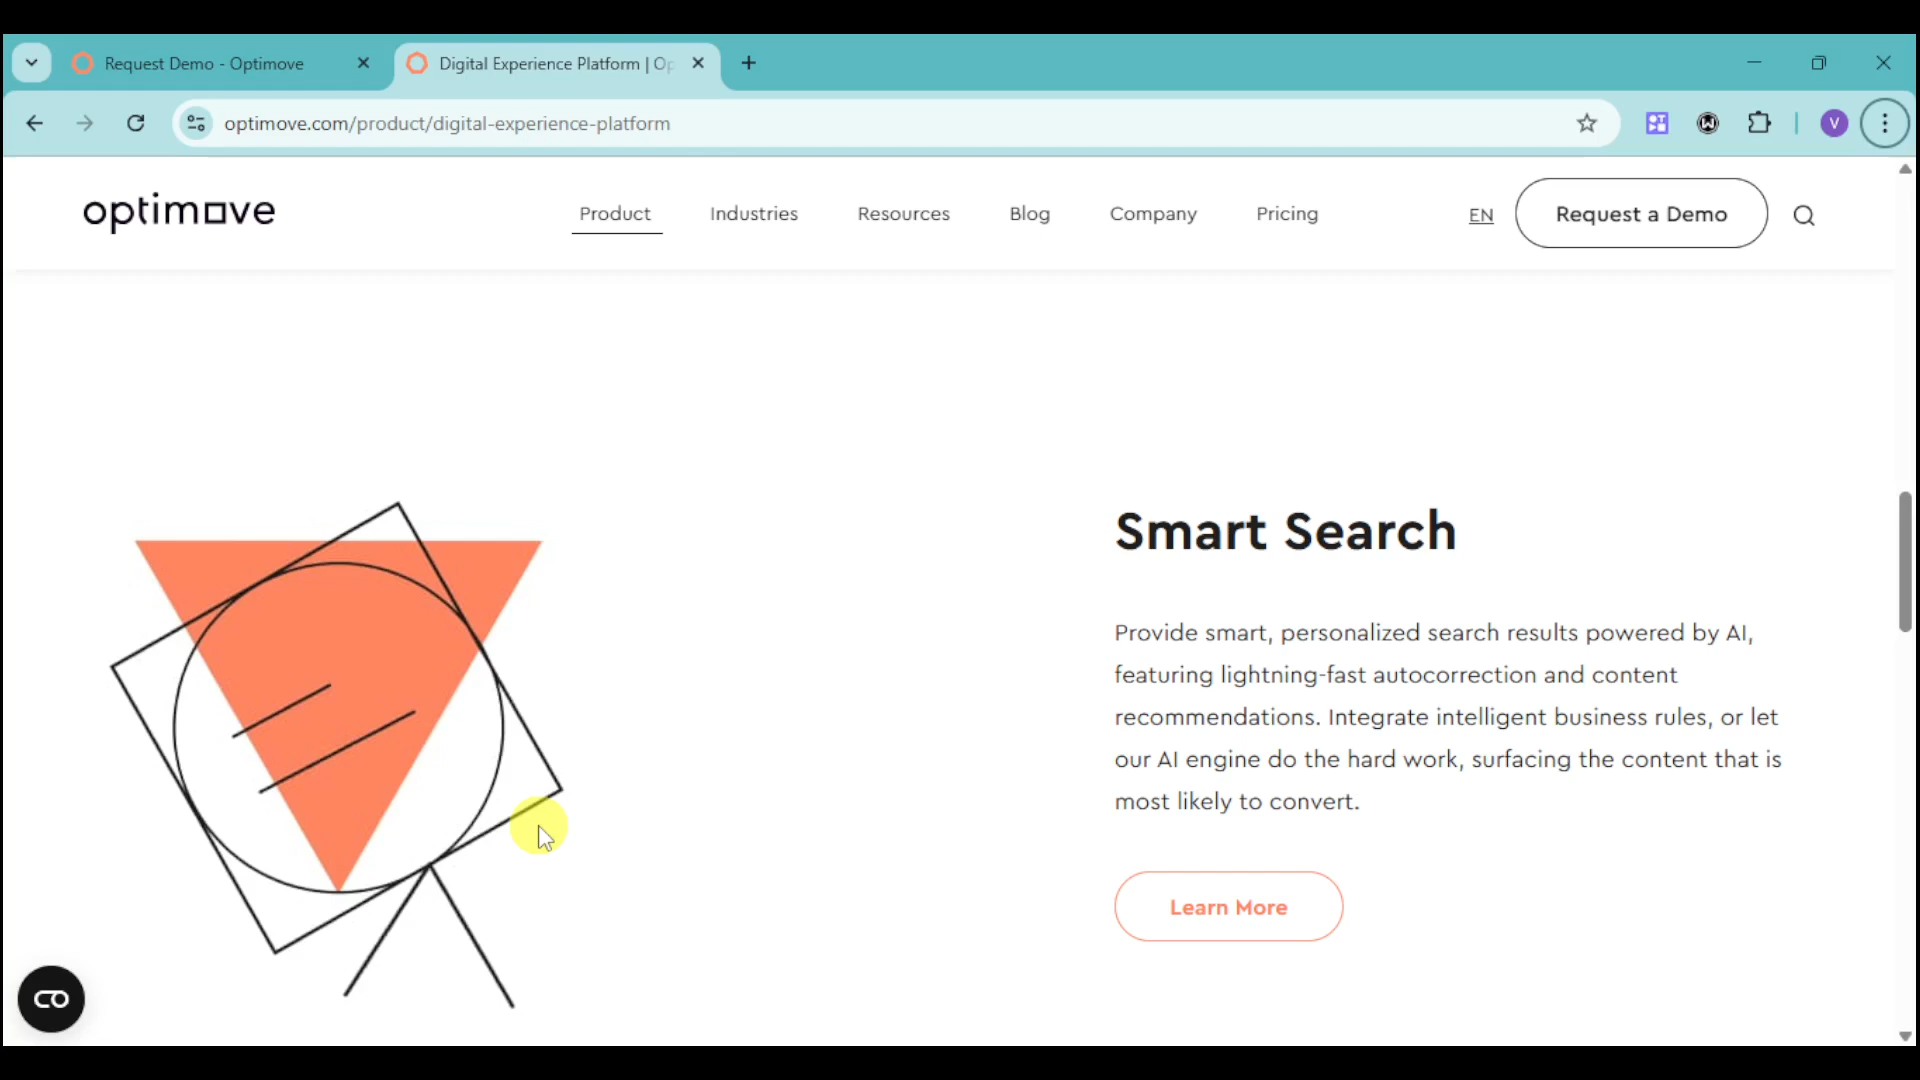 Request Demo - Optimove
Digital Experience Platform | Op
optimove.com/product/digital-experience-platform
V
optimove
Product
Industries
Resources
Blog
Company
Pricing
EN
Request a Demo
Smart Search
Provide smart, personalized search results powered by AI,
featuring lightning-fast autocorrection and content
recommendations. Integrate intelligent business rules, or let
our AI engine do the hard work, surfacing the content that is
most likely to convert.
Learn More